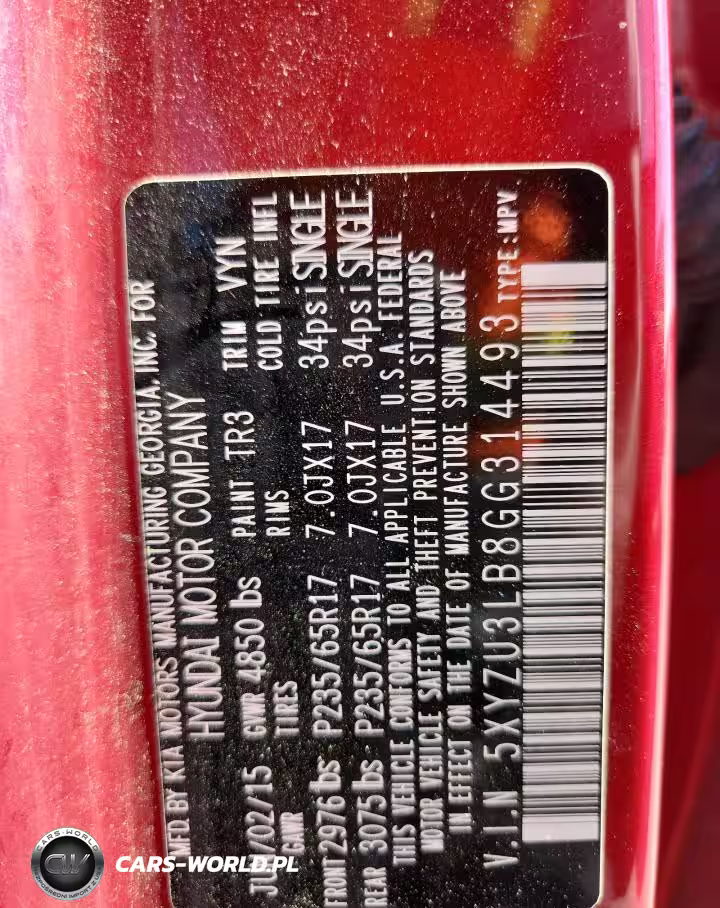 MFD BY KIA MOTORS MANUFACTURING GEORGIA, INC. FOR
HYUNDAI MOTOR COMPANY
/02/15 GVWR 4850 lbs PAINT TR3 TRIM VYN
GAWR TIRES RIMS COLD TIRE INFL
FRONT 2976 lbs P235/65R17 7.0JX17 34psi SINGLE
REAR 3075 lbs P235/65R17 7.0JX17 34psi SINGLE
THIS VEHICLE CONFORMS TO ALL APPLICABLE U.S.A. FEDERAL
MOTOR VEHICLE SAFETY AND THEFT PREVENTION STANDARDS
IN EFFECT ON THE DATE OF MANUFACTURE SHOWN ABOVE
V.I.N 5XYZU3LB8GG314493 TYPE:MPV
CARS-WORLD
CW
CARS-WORLD.PL